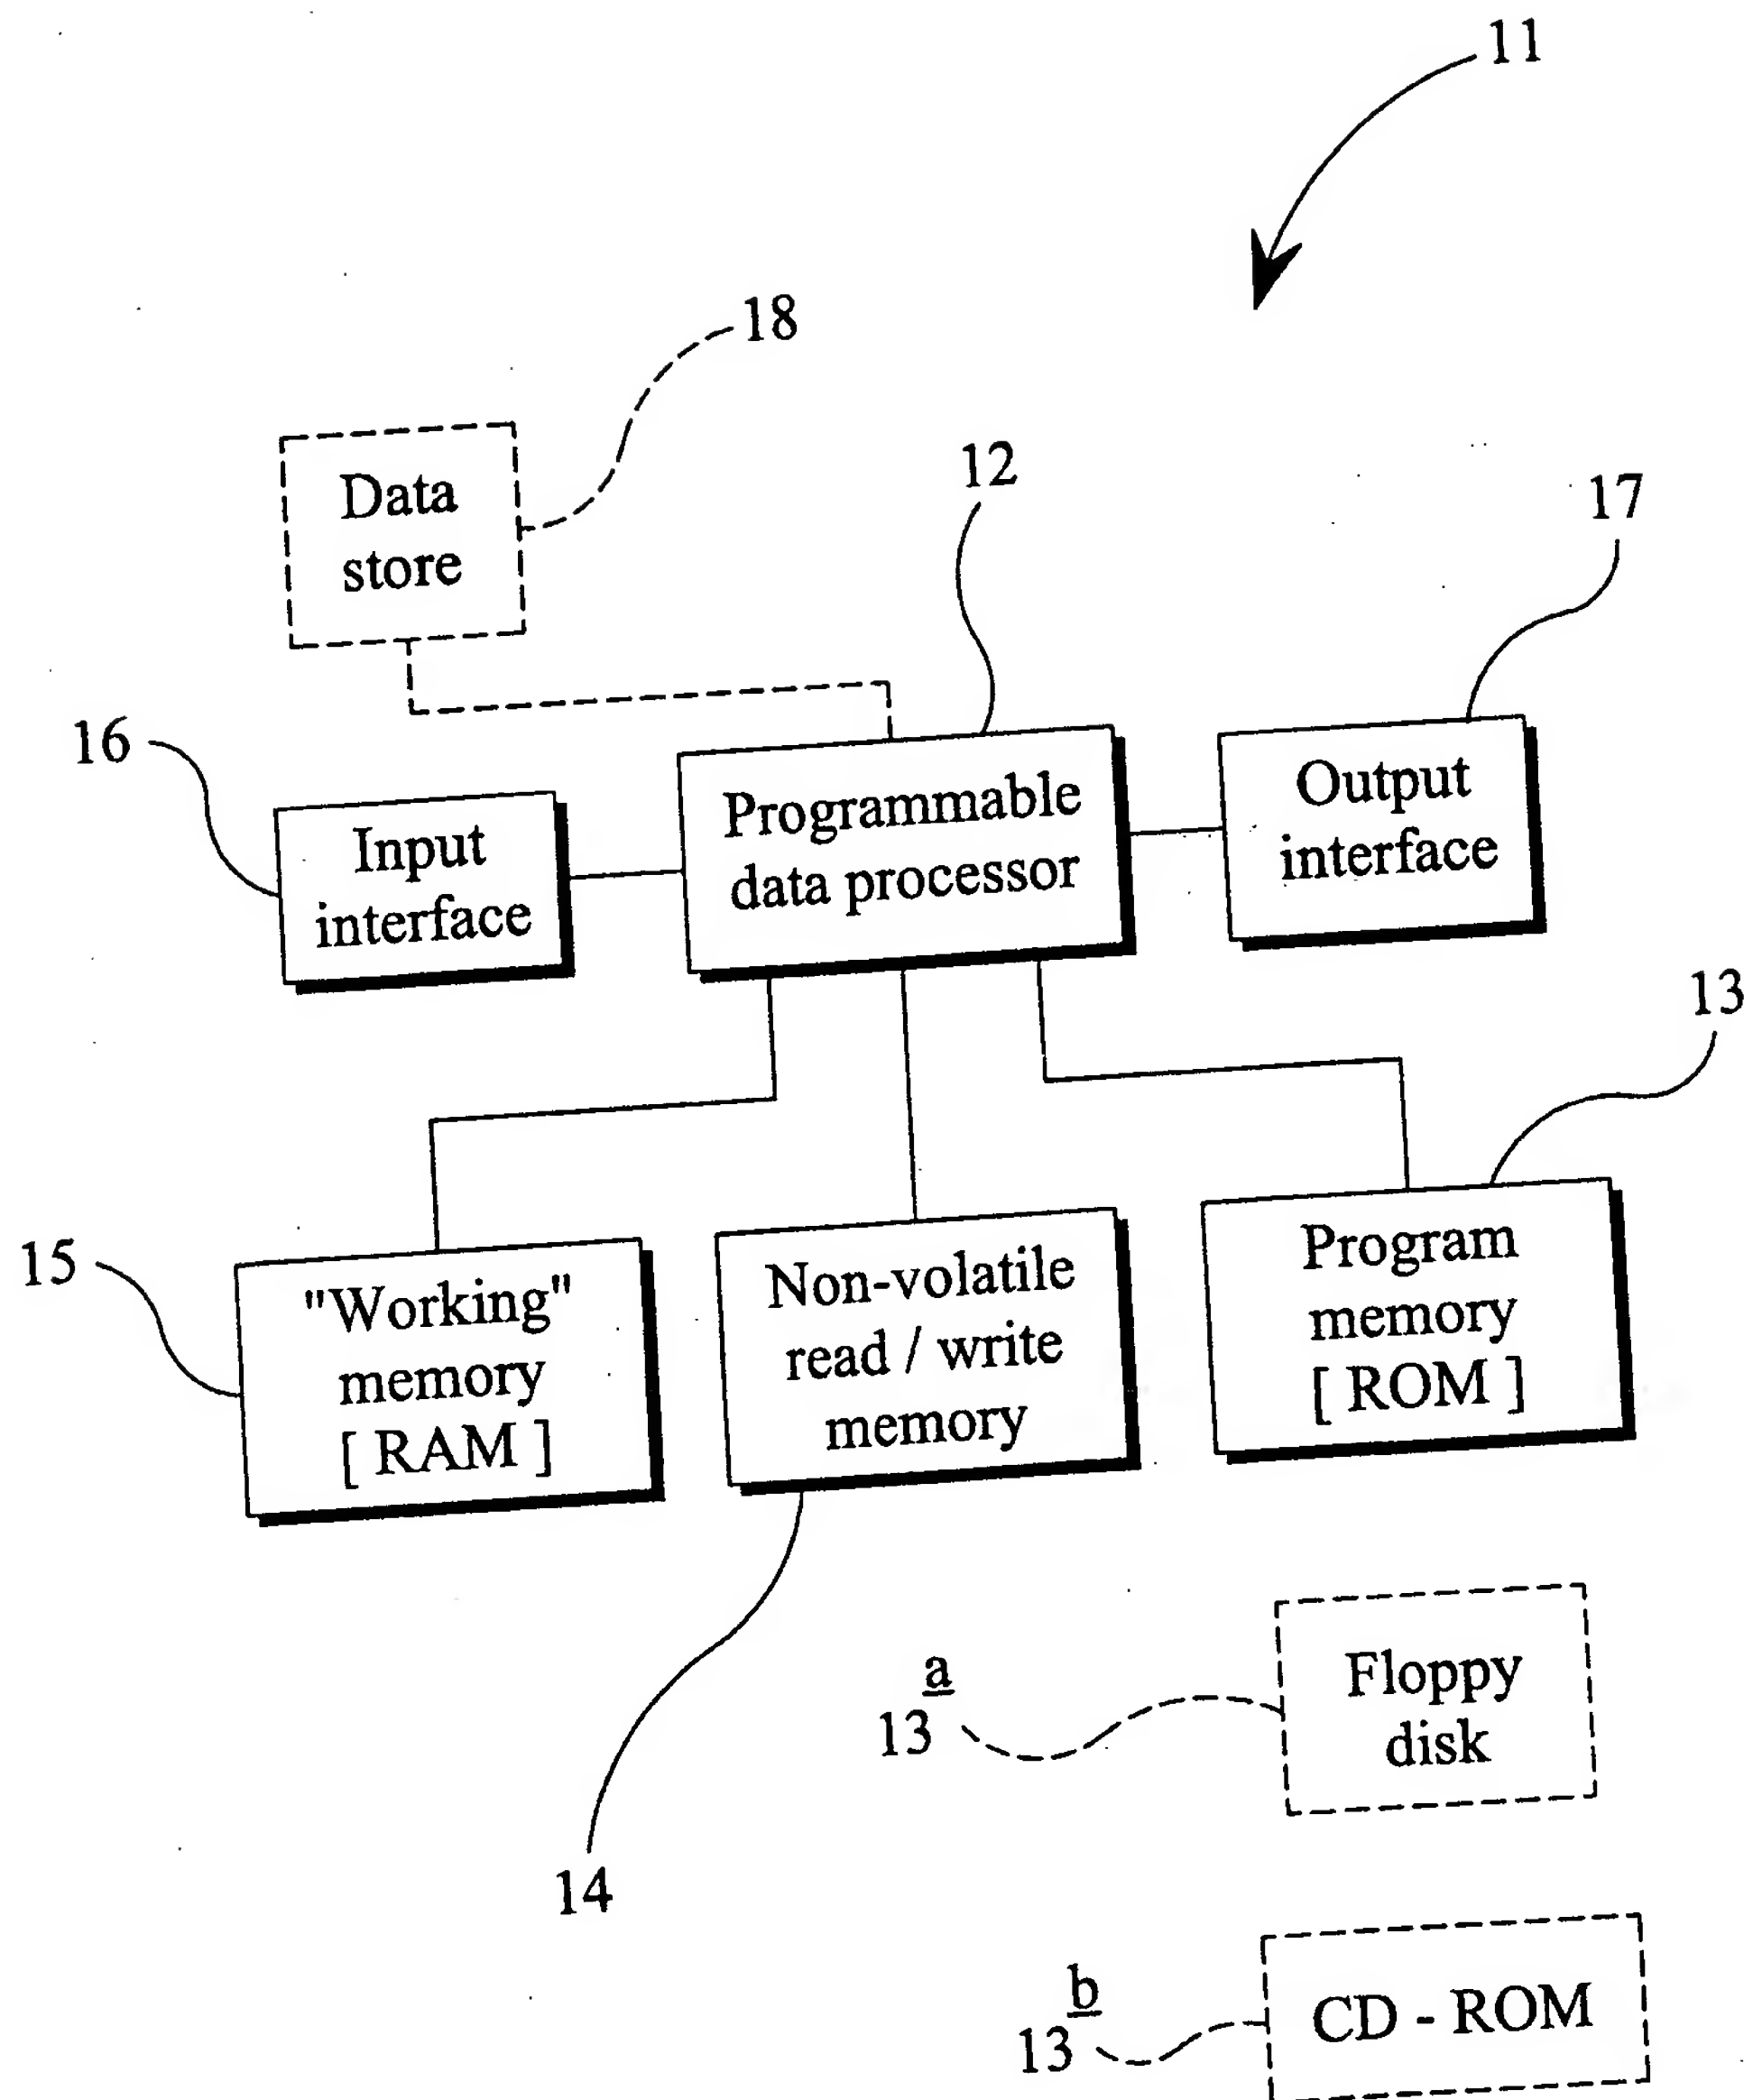 11
18
Data
store
12
17
16
Input
interface
Programmable
data processor
Output
interface
13
15
"Working"
memory
[ RAM ]
Non-volatile
read / write
memory
Program
memory
[ ROM ]
14
a
13
Floppy
disk
b
13
CD - ROM